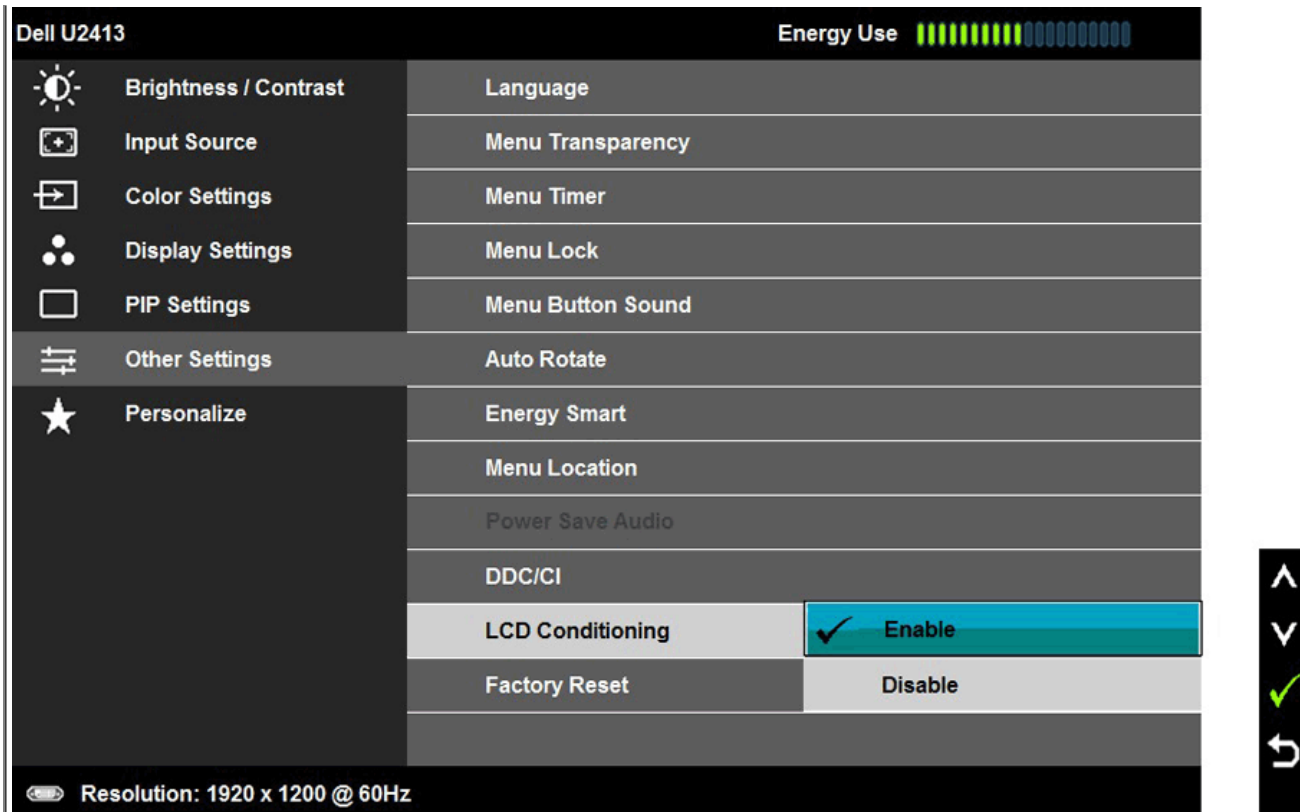 Dell U2413 Energy Use
Brightness / Contrast Language
Input Source Menu Transparency
Color Settings Menu Timer
Display Settings Menu Lock
PIP Settings Menu Button Sound
Other Settings Auto Rotate
Personalize Energy Smart
Menu Location
Power Save Audio
DDC/CI
LCD Conditioning Enable
Factory Reset Disable
Resolution: 1920 x 1200 @ 60Hz